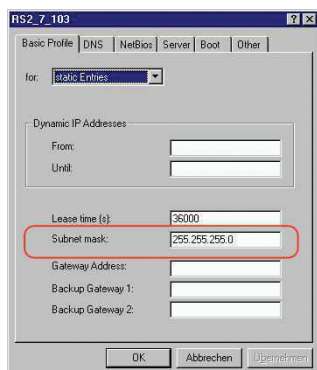 RS2_7_103
Basic Profile DNS NetBios Server Boot Other
for: static Entries
Dynamic IP Addresses
From:
Until:
Lease time (s): 36000
Subnet mask: 255.255.255.0
Gateway Address:
Backup Gateway 1:
Backup Gateway 2:
OK Abbrechen Übernehmen